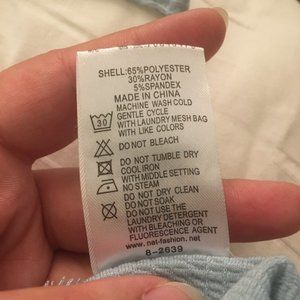 SHELL:65%POLYESTER
30%RAYON
5%SPANDEX
MADE IN CHINA
MACHINE WASH COLD
GENTLE CYCLE
30 WITH LAUNDRY MESH BAG
WITH LIKE COLORS
DO NOT BLEACH
DO NOT TUMBLE DRY
COOL IRON
WITH MIDDLE SETTING
NO STEAM
DO NOT DRY CLEAN
DO NOT SOAK
DO NOT USE THE
LAUNDRY DETERGENT
WITH BLEACHING OR
FLUORESCENCE AGENT
www.nat-fashion.net
8-2639